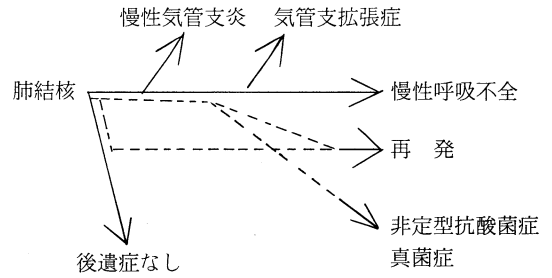 慢性気管支炎
気管支拡張症
肺結核
慢性呼吸不全
再 発
非定型抗酸菌症
真菌症
後遺症なし